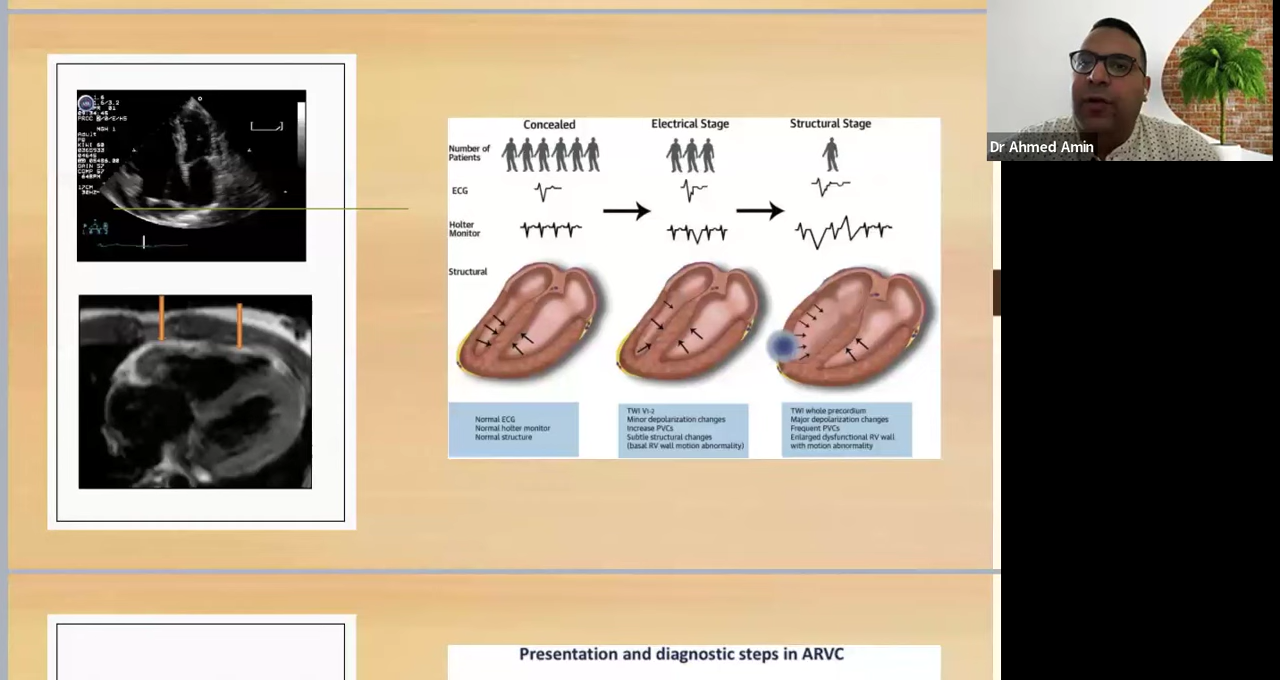 Dr Ahmed Amin
Concealed
Electrical Stage
Structural Stage
Number of
Patients
ECG
Holter
Monitor
Structural
Normal ECG
Normal holter monitor
Normal structure
TWI V1-2
Minor depolarization changes
Increase PVCs
Subtle structural changes
(basal RV wall motion abnormality)
TWI whole precordium
Major depolarization changes
Frequent PVCs
Enlarged dysfunctional RV wall
with motion abnormality
Presentation and diagnostic steps in ARVC